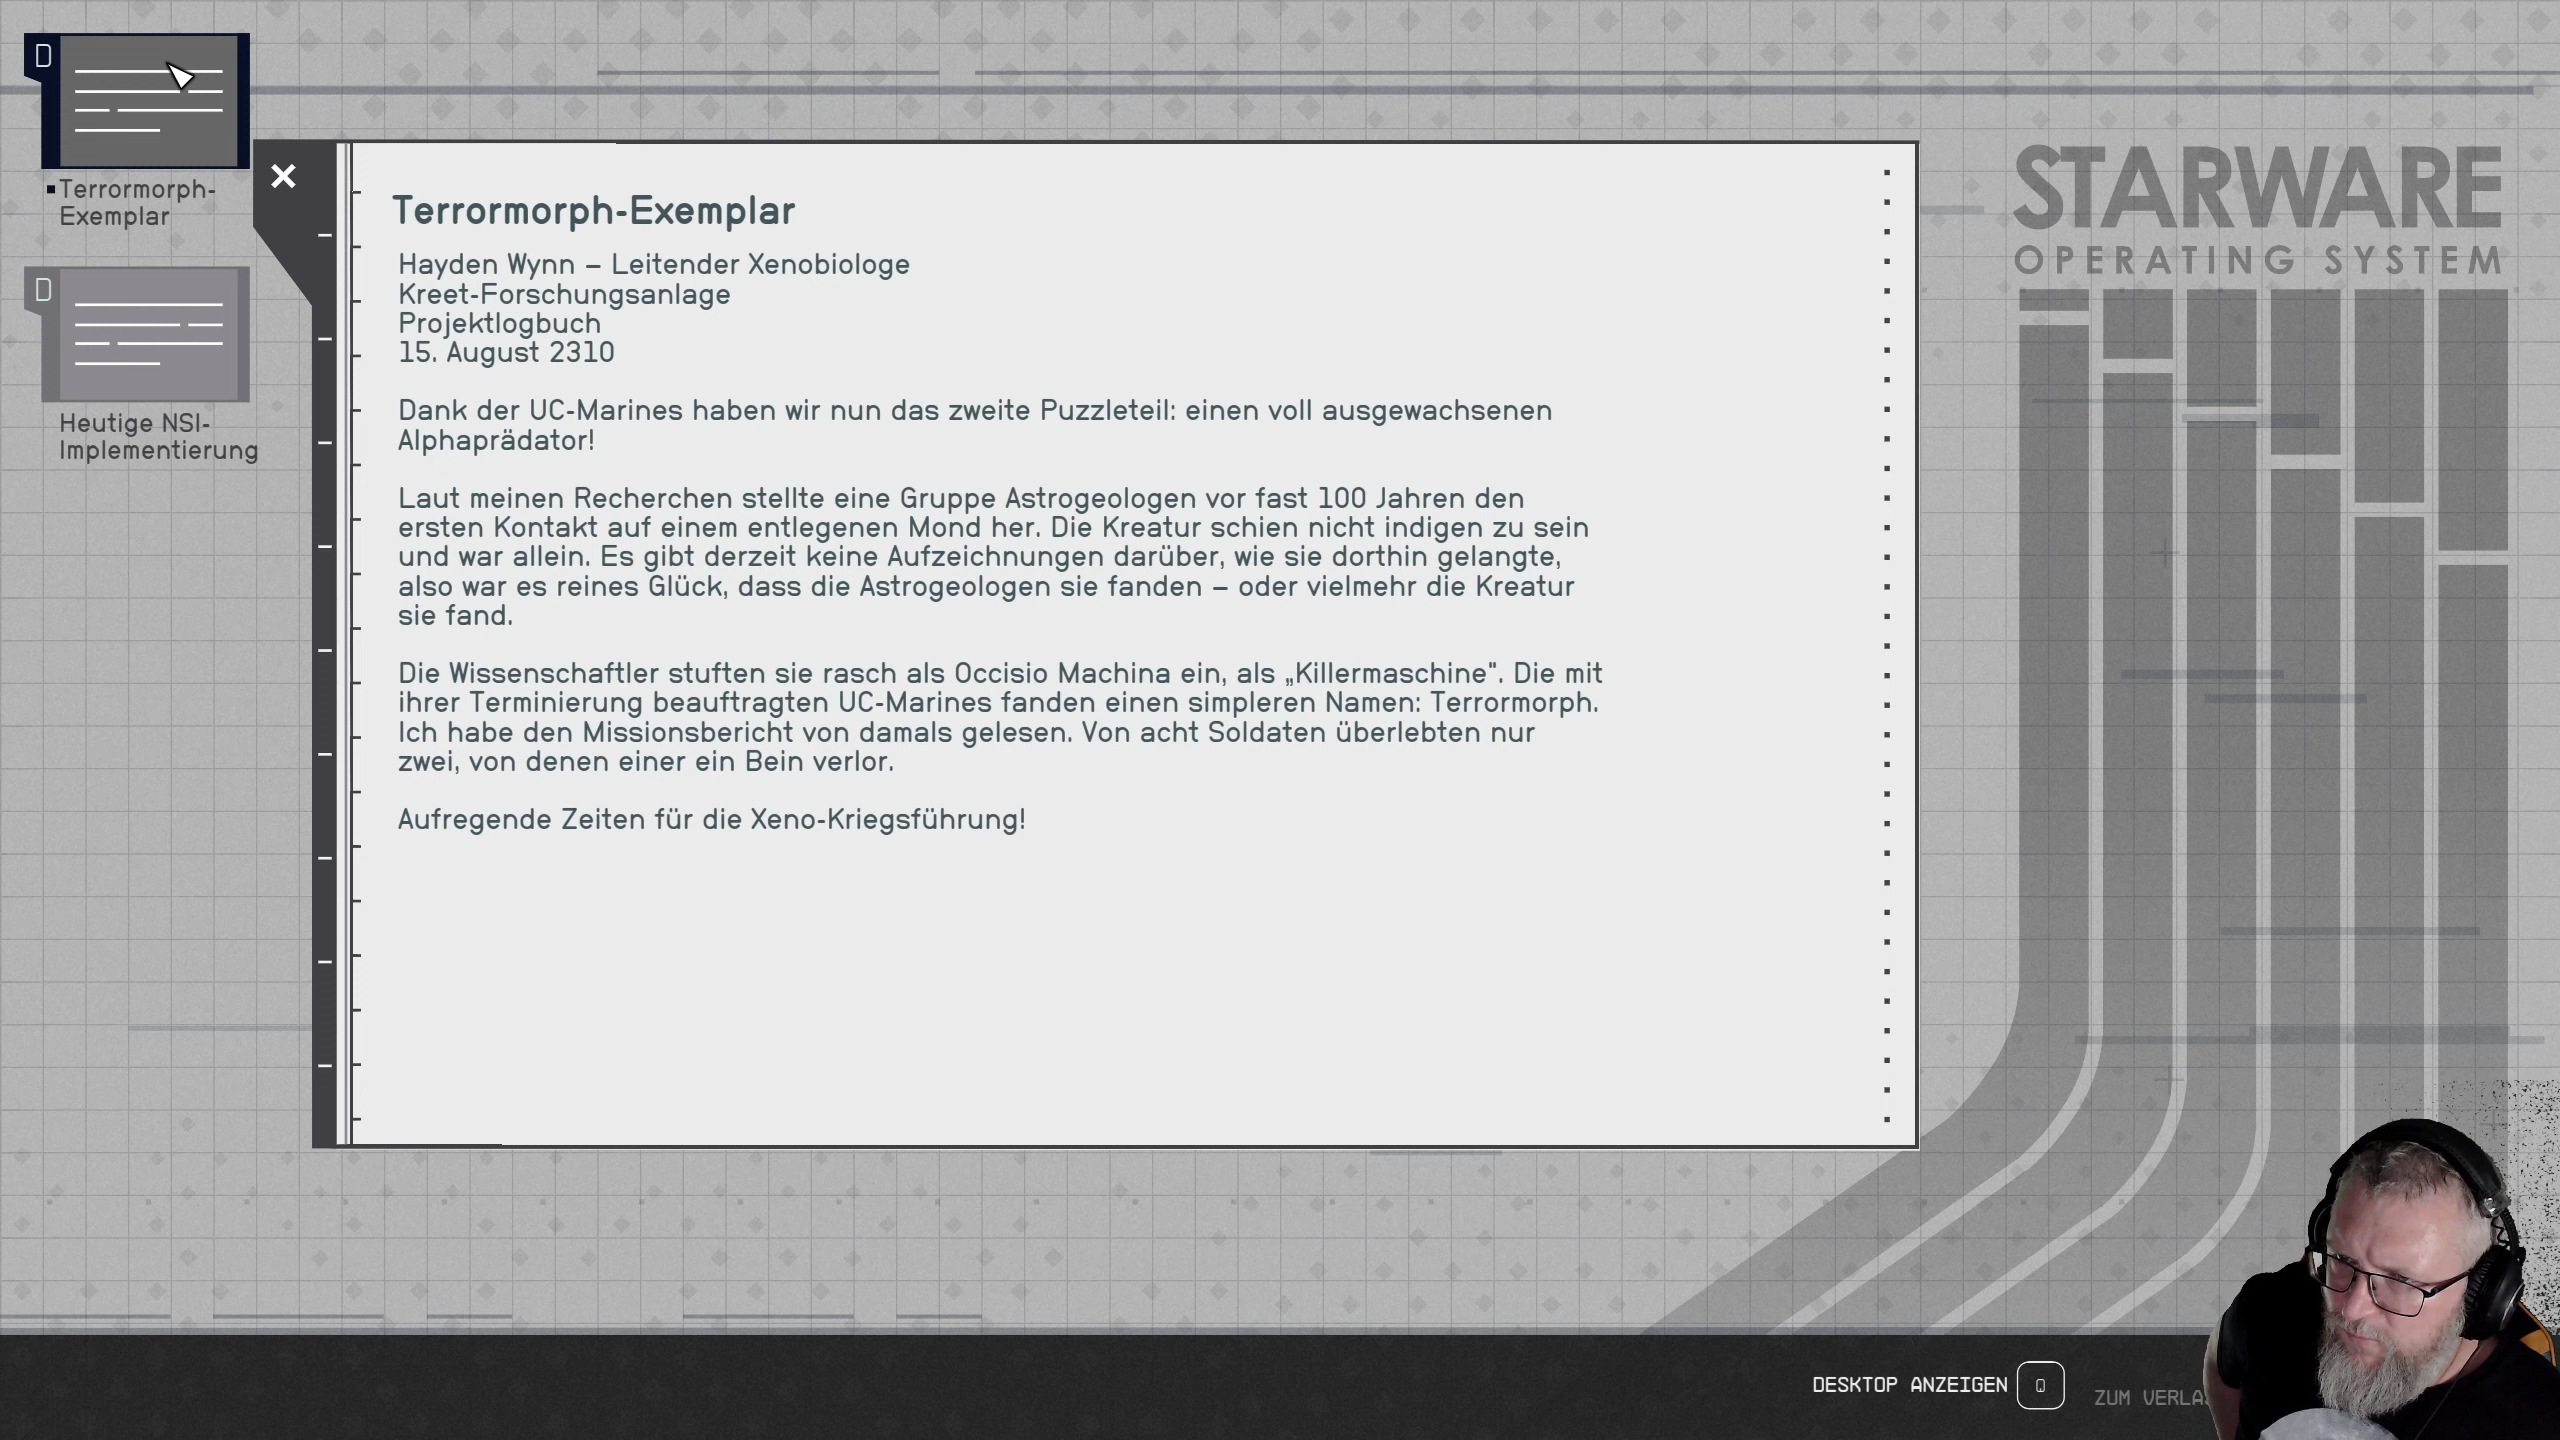 Terrormorph-
Exemplar
Heutige NSI-
Implementierung
Terrormorph-Exemplar
Hayden Wynn – Leitender Xenobiologe
Kreet-Forschungsanlage
Projektlogbuch
15. August 2310
Dank der UC-Marines haben wir nun das zweite Puzzleteil: einen voll ausgewachsenen
Alphaprädator!
Laut meinen Recherchen stellte eine Gruppe Astrogeologen vor fast 100 Jahren den
ersten Kontakt auf einem entlegenen Mond her. Die Kreatur schien nicht indigen zu sein
und war allein. Es gibt derzeit keine Aufzeichnungen darüber, wie sie dorthin gelangte,
also war es reines Glück, dass die Astrogeologen sie fanden – oder vielmehr die Kreatur
sie fand.
Die Wissenschaftler stuften sie rasch als Occisio Machina ein, als „Killermaschine". Die mit
ihrer Terminierung beauftragten UC-Marines fanden einen simpleren Namen: Terrormorph.
Ich habe den Missionsbericht von damals gelesen. Von acht Soldaten überlebten nur
zwei, von denen einer ein Bein verlor.
Aufregende Zeiten für die Xeno-Kriegsführung!
STARWARE
OPERATING SYSTEM
DESKTOP ANZEIGEN
ZUM